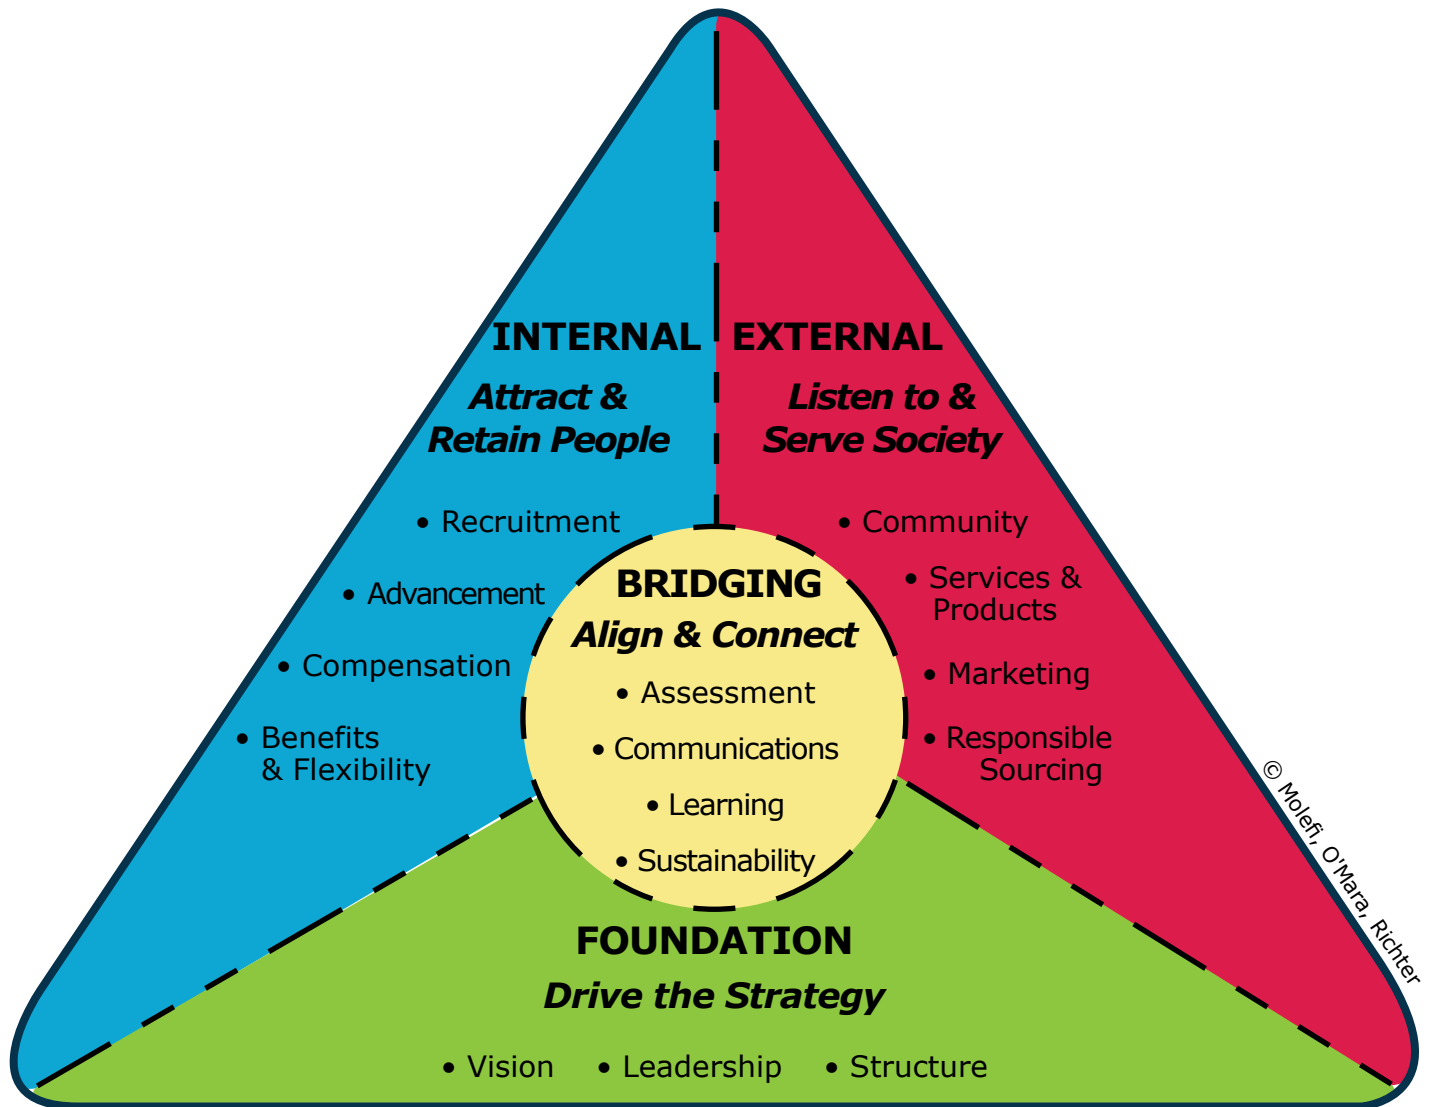 INTERNAL
Attract &
Retain People
• Recruitment
• Advancement
• Compensation
• Benefits
& Flexibility
EXTERNAL
Listen to &
Serve Society
• Community
• Services &
Products
• Marketing
• Responsible
Sourcing
BRIDGING
Align & Connect
• Assessment
• Communications
• Learning
• Sustainability
FOUNDATION
Drive the Strategy
• Vision • Leadership • Structure
© Molefi, O'Mara, Richter